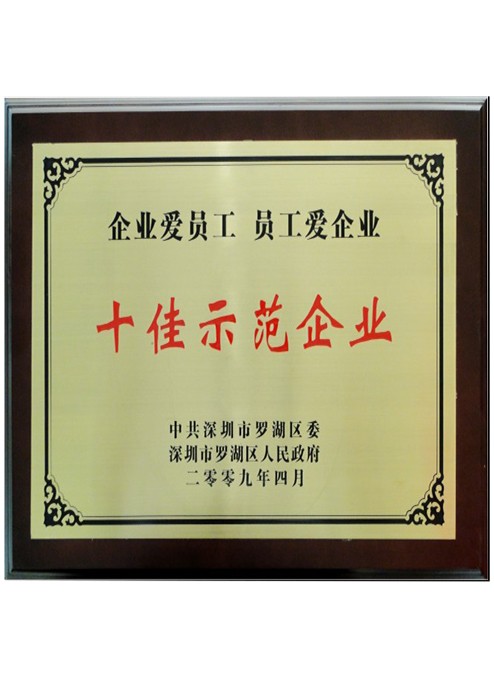 企业爱员工 员工爱企业
十佳示范企业
中共深圳市罗湖区委
深圳市罗湖区人民政府
二零零九年四月